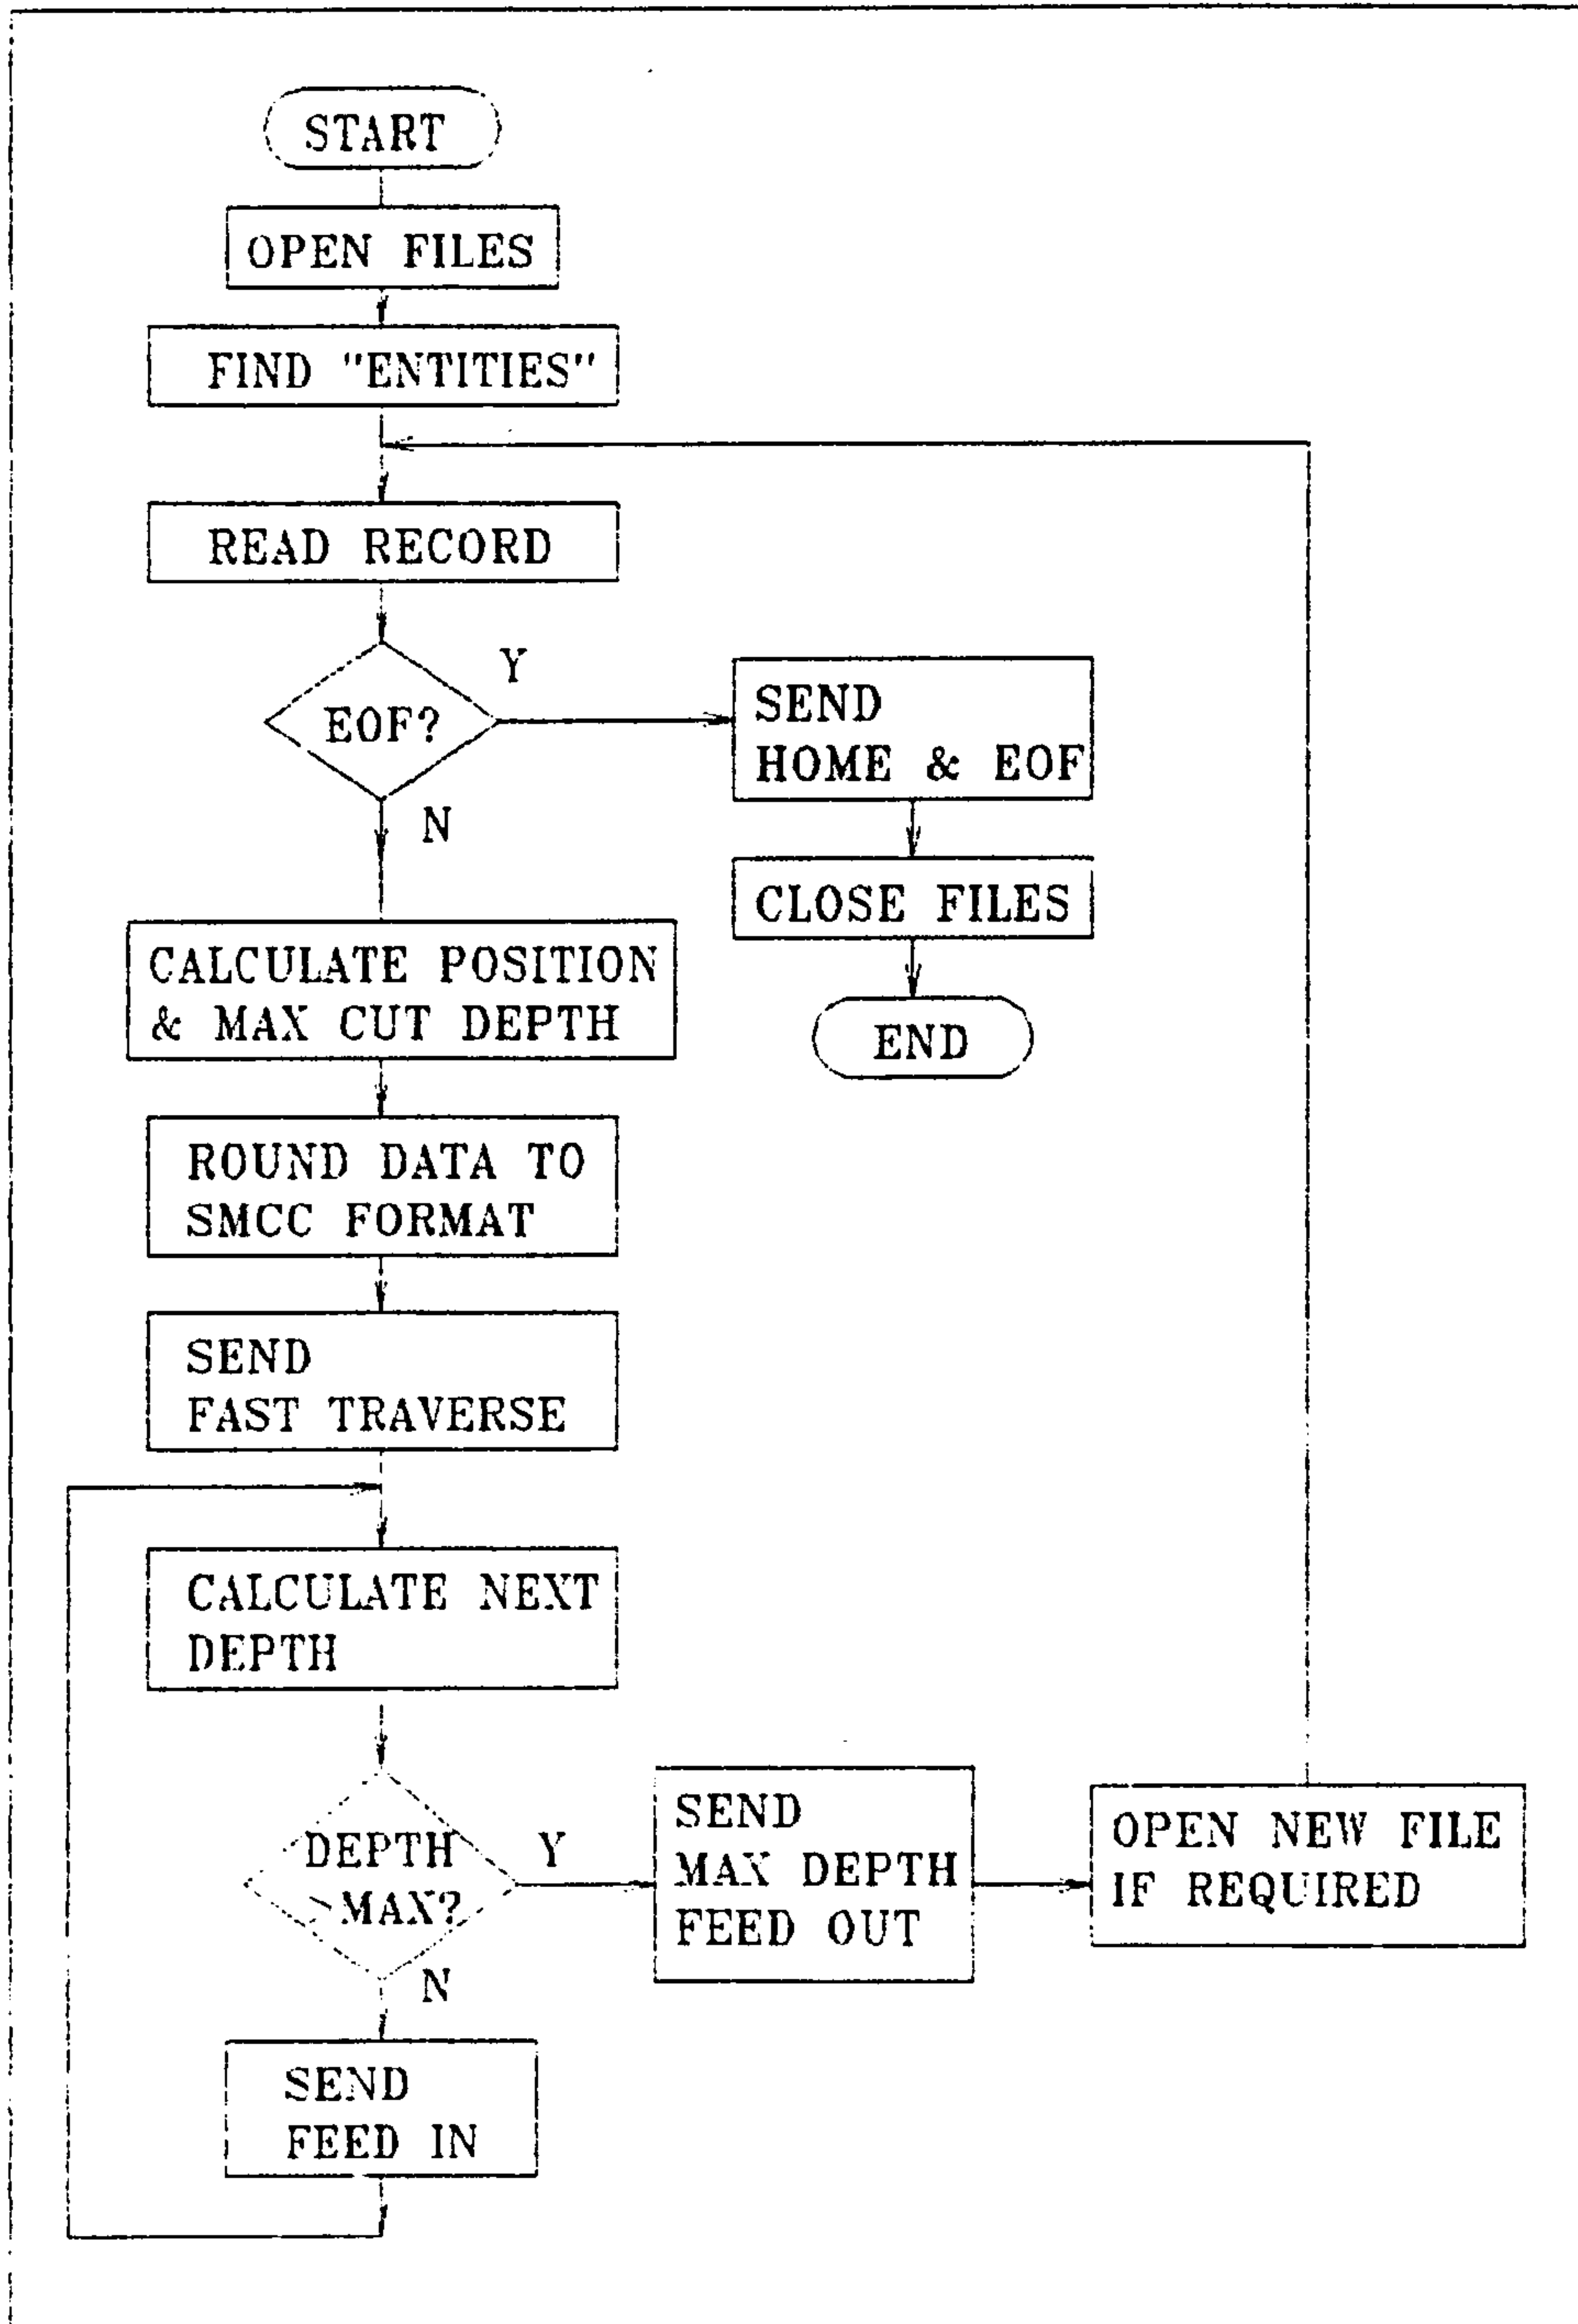 START
OPEN FILES
FIND "ENTITIES"
READ RECORD
EOF?
Y
SEND
HOME & EOF
N
CLOSE FILES
CALCULATE POSITION
& MAX CUT DEPTH
END
ROUND DATA TO
SMCC FORMAT
SEND
FAST TRAVERSE
CALCULATE NEXT
DEPTH
DEPTH
>MAX?
Y
SEND
MAX DEPTH
FEED OUT
OPEN NEW FILE
IF REQUIRED
N
SEND
FEED IN